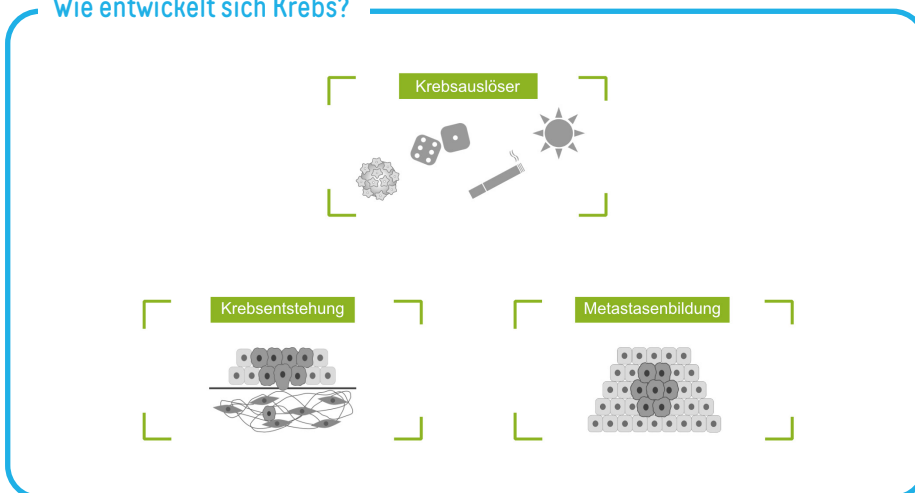 Wie entwickelt sich Krebs?
Krebsauslöser
Krebsentstehung
Metastasenbildung